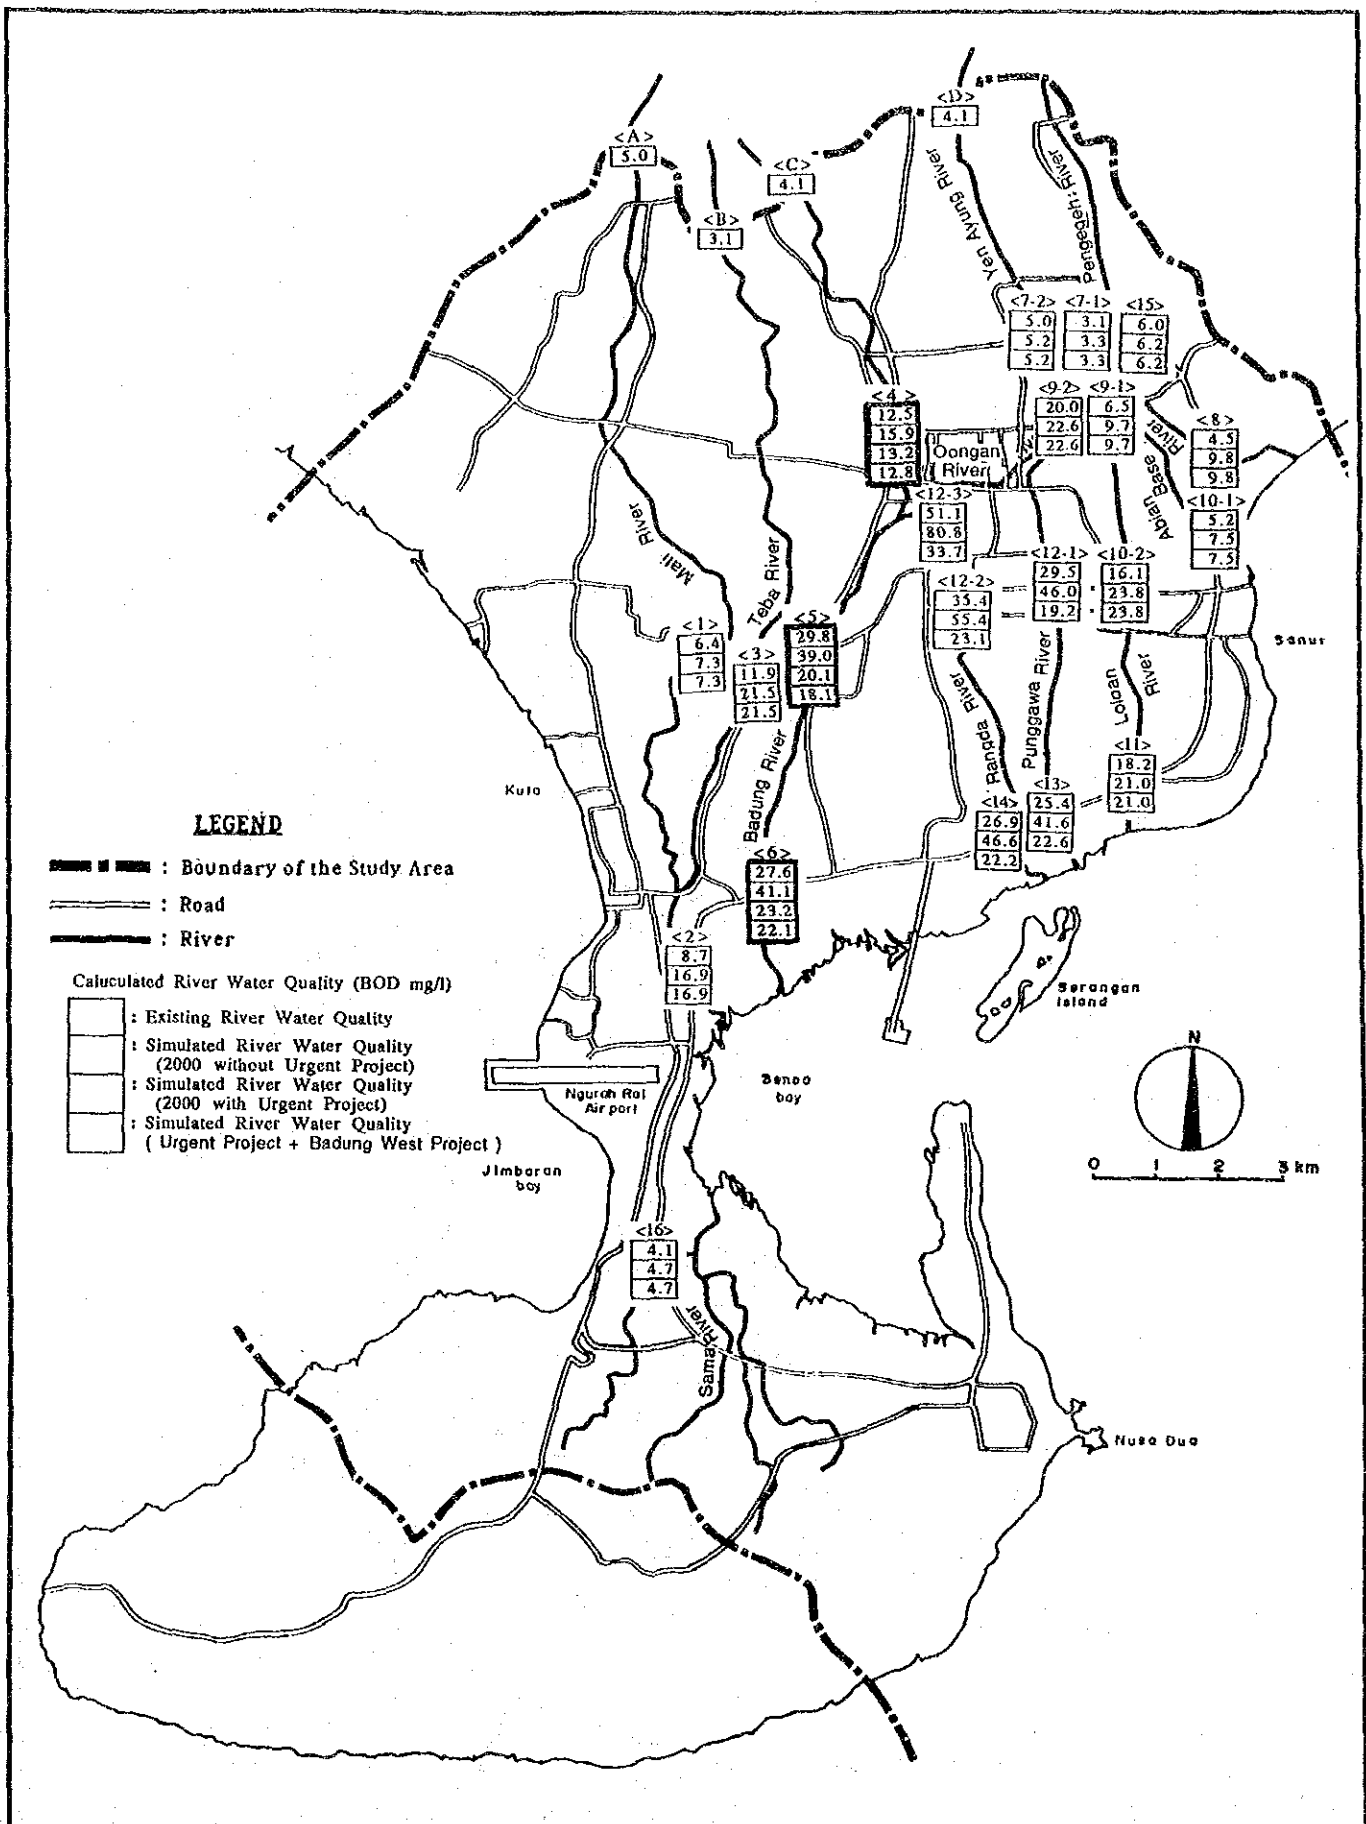 <D>
4.1
<A>
5.0
<C>
4.1
<B>
3.1
Yen Ayung River
Pengegeh River
<7-2>
5.0
5.2
5.2
<7-1>
3.1
3.3
3.3
<15>
6.0
6.2
6.2
<4>
12.5
15.9
13.2
12.8
<9-2>
20.0
22.6
22.6
<9-1>
6.5
9.7
9.7
<8>
4.5
9.8
9.8
Oongan
River
Abian Base River
<12-3>
51.1
80.8
33.7
<10-1>
5.2
7.5
7.5
Mati River
Teba River
<12-1>
29.5
46.0
19.2
<10-2>
16.1
23.8
23.8
<12-2>
35.4
55.4
23.1
<1>
6.4
7.3
7.3
<3>
11.9
21.5
21.5
<5>
29.8
39.0
20.1
18.1
Sanur
Rangda River
Punggawa River
Loloan River
Badung River
<11>
18.2
21.0
21.0
Kuta
<14>
26.9
46.6
22.2
<13>
25.4
41.6
22.6
<6>
27.6
41.1
23.2
22.1
<2>
8.7
16.9
16.9
LEGEND
: Boundary of the Study Area
: Road
: River
Caluculated River Water Quality (BOD mg/l)
: Existing River Water Quality
: Simulated River Water Quality
(2000 without Urgent Project)
: Simulated River Water Quality
(2000 with Urgent Project)
: Simulated River Water Quality
( Urgent Project + Badung West Project )
Serangan
Island
N
0 1 2 3 km
Benoa
bay
Ngurah Rai
Air port
Jimbaran
bay
<16>
4.1
4.7
4.7
Sama River
Nusa Dua